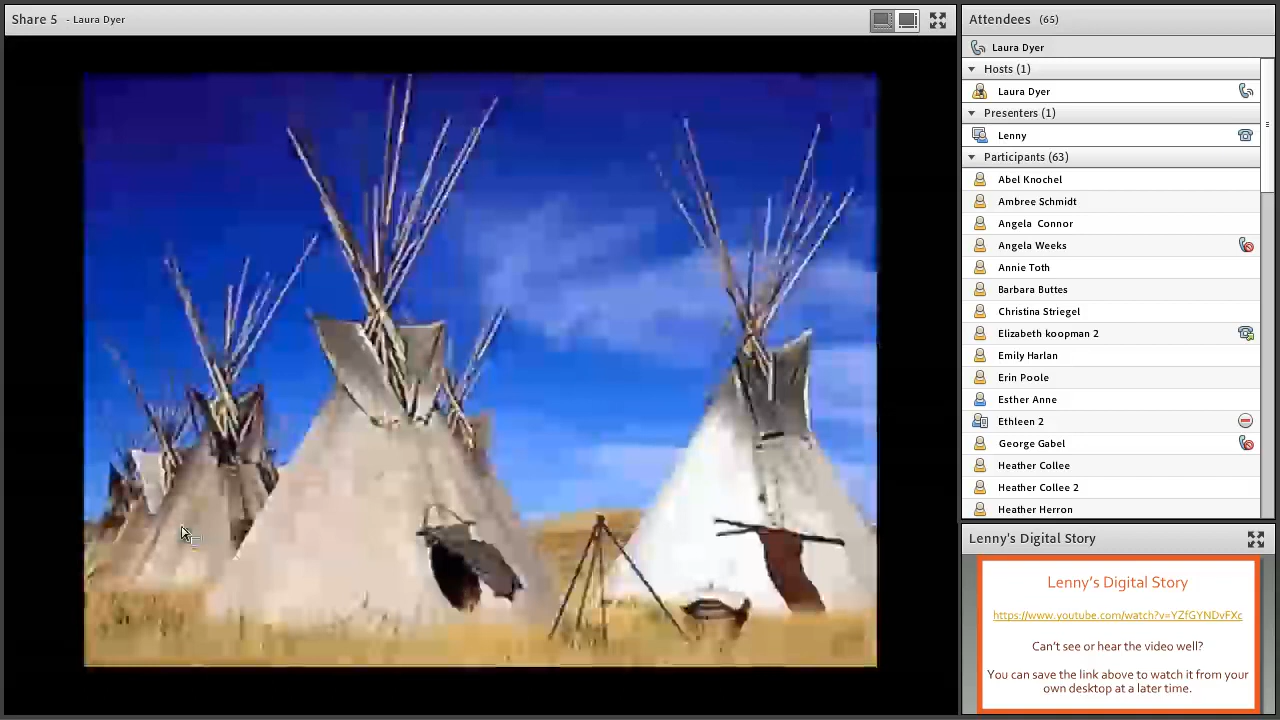 Share 5 - Laura Dyer
Attendees (65)
Laura Dyer
Hosts (1)
Laura Dyer
Presenters (1)
Lenny
Participants (63)
Abel Knochel
Ambree Schmidt
Angela Connor
Angela Weeks
Annie Toth
Barbara Buttes
Christina Striegel
Elizabeth koopman 2
Emily Harlan
Erin Poole
Esther Anne
Ethleen 2
George Gabel
Heather Collee
Heather Collee 2
Heather Herron
Lenny's Digital Story
Lenny's Digital Story
https://www.youtube.com/watch?v=YZfGYNDvFXc
Can't see or hear the video well?
You can save the link above to watch it from your
own desktop at a later time.